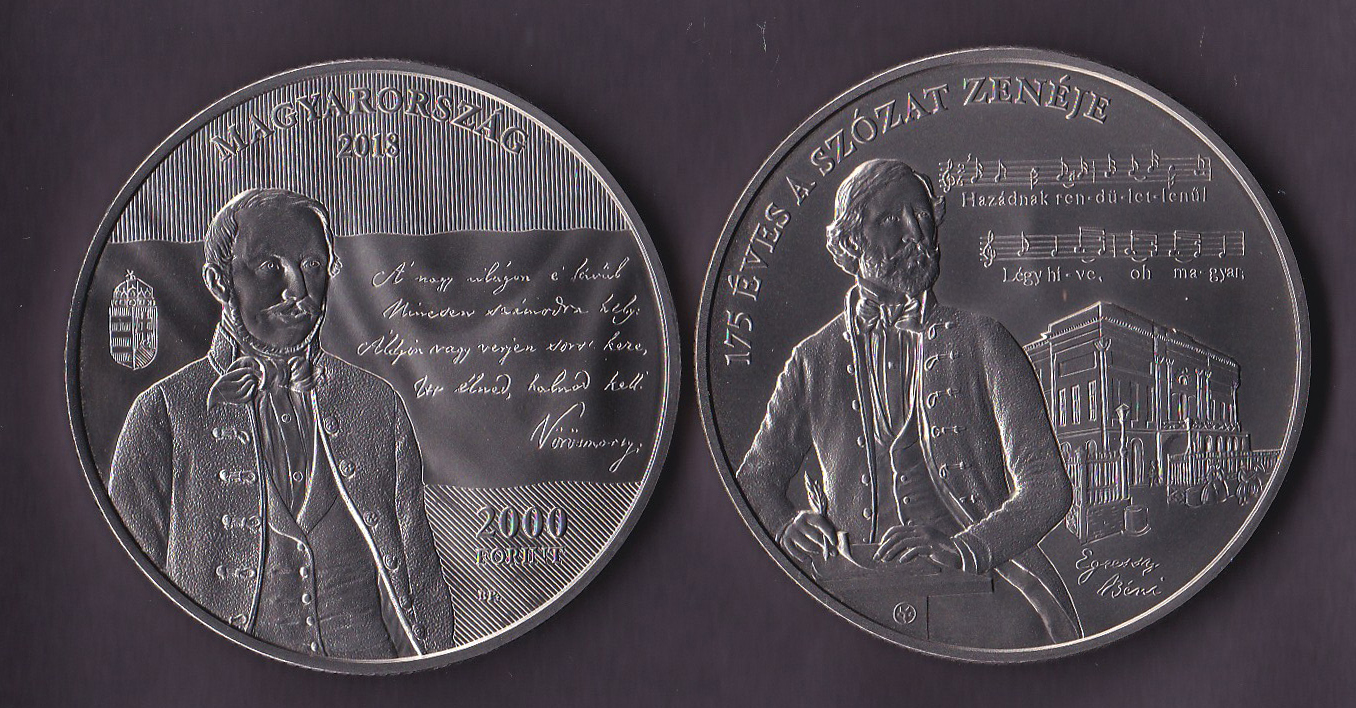 MAGYARORSZÁG
2018
A' nagy világon e' kivül
Nincsen számodra hely:
Áldjon vagy verjen sors' keze,
Itt élned, halnod kell.
Vörösmarty
2000
FORINT
BP.
175 ÉVES A SZÓZAT ZENÉJE
Hazádnak ren-dü-let-lenűl
Légy hi-ve, oh ma-gyar;
Egressy
Béni